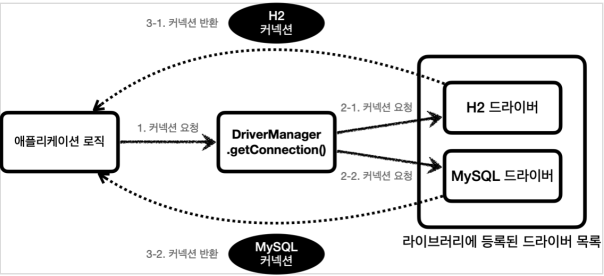 3-1. 커넥션 반환
H2
커넥션
애플리케이션 로직
1. 커넥션 요청
DriverManager
.getConnection()
2-1. 커넥션 요청
2-2. 커넥션 요청
H2 드라이버
MySQL 드라이버
라이브러리에 등록된 드라이버 목록
3-2. 커넥션 반환
MySQL
커넥션